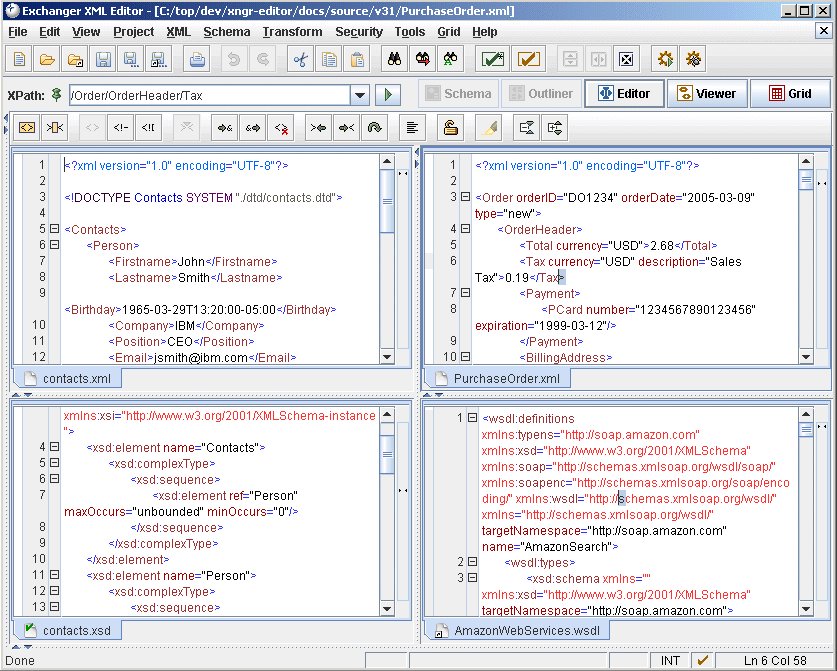 Exchanger XML Editor - [C:/top/dev/xngr-editor/docs/source/v31/PurchaseOrder.xml]
File Edit View Project XML Schema Transform Security Tools Grid Help
XPath: /Order/OrderHeader/Tax Schema Outliner Editor Viewer Grid
1 <?xml version="1.0" encoding="UTF-8"?>
2
3 <!DOCTYPE Contacts SYSTEM "./dtd/contacts.dtd">
4
5 <Contacts>
6 <Person>
7 <Firstname>John</Firstname>
8 <Lastname>Smith</Lastname>
9
<Birthday>1965-03-29T13:20:00-05:00</Birthday>
10 <Company>IBM</Company>
11 <Position>CEO</Position>
12 <Email>jsmith@ibm.com</Email>
contacts.xml
1 <?xml version="1.0" encoding="UTF-8"?>
2
3 <Order orderID="DO1234" orderDate="2005-03-09"
type="new">
4 <OrderHeader>
5 <Total currency="USD">2.68</Total>
6 <Tax currency="USD" description="Sales
Tax">0.19</Tax>
7 <Payment>
8 <PCard number="1234567890123456"
expiration="1999-03-12"/>
9 </Payment>
10 <BillingAddress>
PurchaseOrder.xml
xmlns:xsi="http://www.w3.org/2001/XMLSchema-instance
">
4 <xsd:element name="Contacts">
5 <xsd:complexType>
6 <xsd:sequence>
7 <xsd:element ref="Person"
maxOccurs="unbounded" minOccurs="0"/>
8 </xsd:sequence>
9 </xsd:complexType>
10 </xsd:element>
11 <xsd:element name="Person">
12 <xsd:complexType>
13 <xsd:sequence>
contacts.xsd
1 <wsdl:definitions
xmlns:typens="http://soap.amazon.com"
xmlns:xsd="http://www.w3.org/2001/XMLSchema"
xmlns:soap="http://schemas.xmlsoap.org/wsdl/soap/"
xmlns:soapenc="http://schemas.xmlsoap.org/soap/enco
ding/" xmlns:wsdl="http://schemas.xmlsoap.org/wsdl/"
xmlns="http://schemas.xmlsoap.org/wsdl/"
targetNamespace="http://soap.amazon.com"
name="AmazonSearch">
2 <wsdl:types>
3 <xsd:schema xmlns=""
xmlns:xsd="http://www.w3.org/2001/XMLSchema"
targetNamespace="http://soap.amazon.com">
AmazonWebServices.wsdl
Done INT Ln 6 Col 58